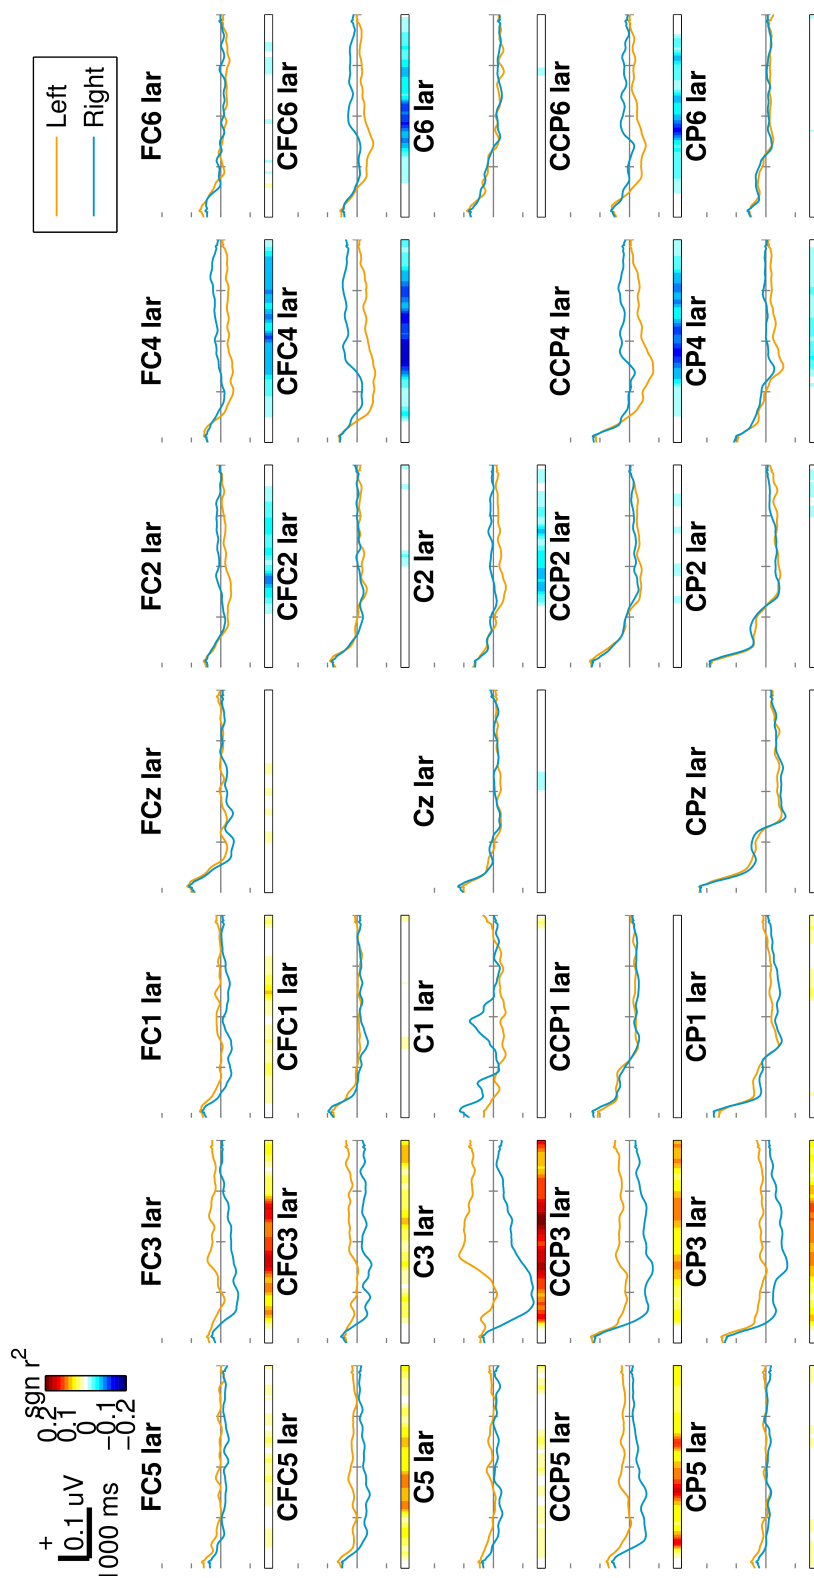 +
0.1 uV
1000 ms
sgn r²
0.2
0.1
0
−0.1
−0.2
Left
Right
FC5 lar FC3 lar FC1 lar FCz lar FC2 lar FC4 lar FC6 lar
CFC5 lar CFC3 lar CFC1 lar CFC2 lar CFC4 lar CFC6 lar
C5 lar C3 lar C1 lar Cz lar C2 lar C6 lar
CCP5 lar CCP3 lar CCP1 lar CCP2 lar CCP4 lar CCP6 lar
CP5 lar CP3 lar CP1 lar CPz lar CP2 lar CP4 lar CP6 lar